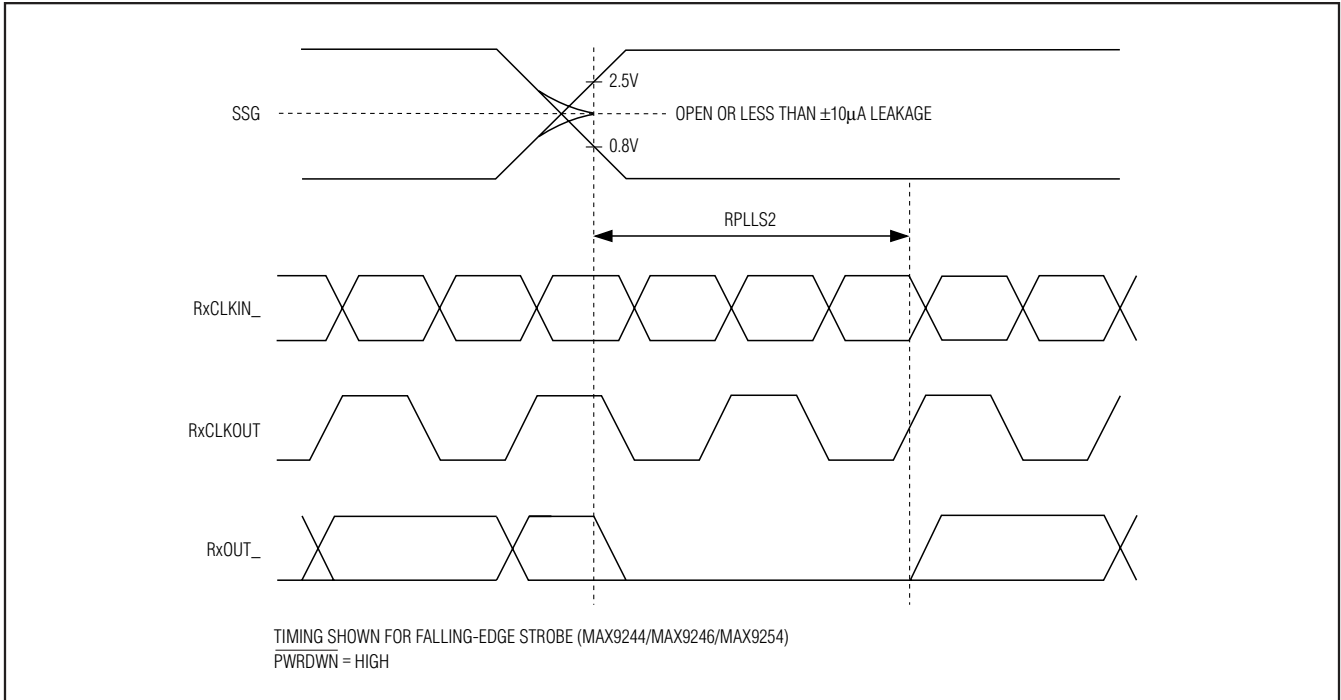 2.5V
SSG
OPEN OR LESS THAN ±10µA LEAKAGE
0.8V
RPLLS2
RxCLKIN_
RxCLKOUT
RxOUT_
TIMING SHOWN FOR FALLING-EDGE STROBE (MAX9244/MAX9246/MAX9254)
PWRDWN = HIGH